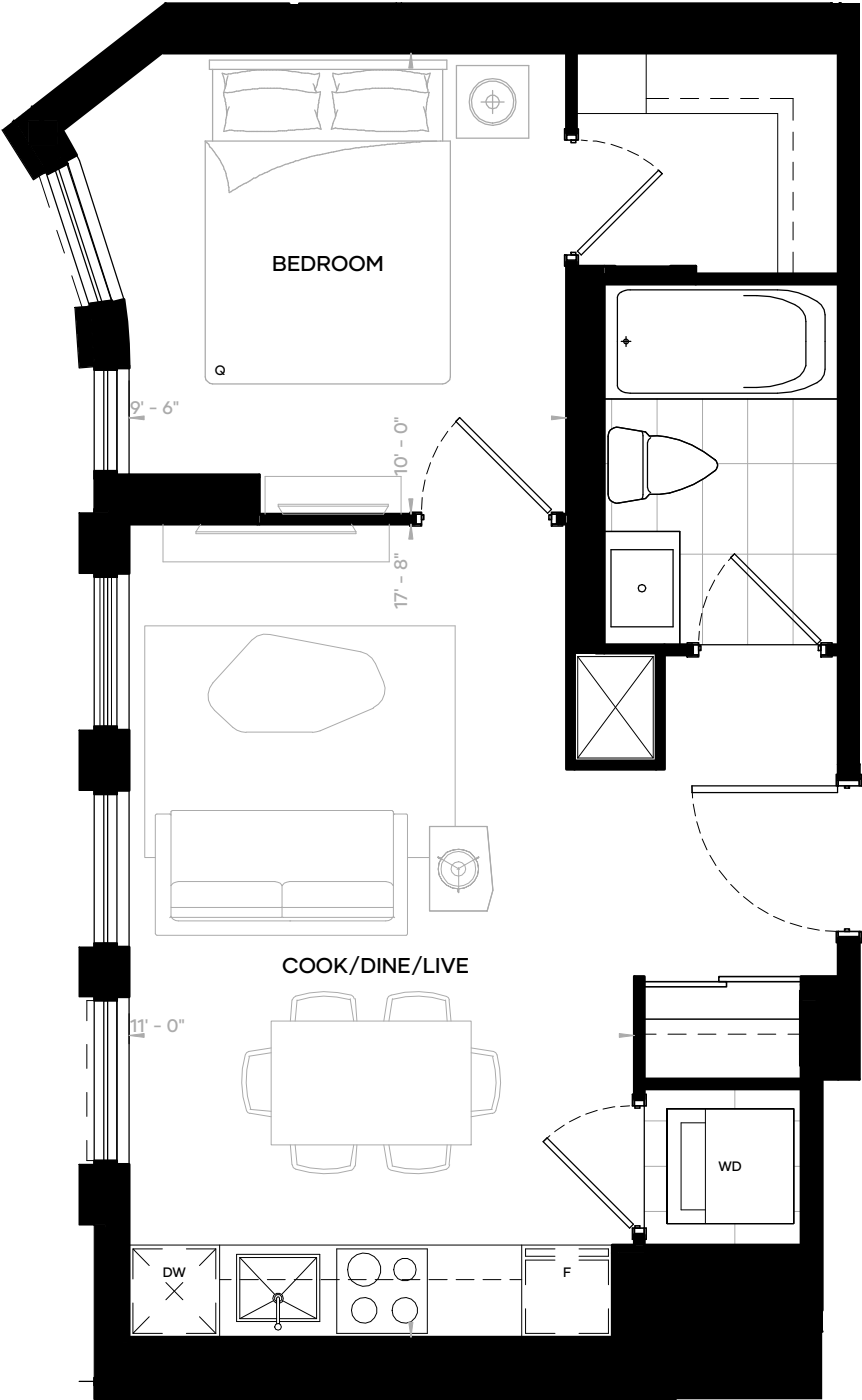 BEDROOM
Q
9' - 6"
10' - 0"
17' - 8"
COOK/DINE/LIVE
11' - 0"
WD
DW
F